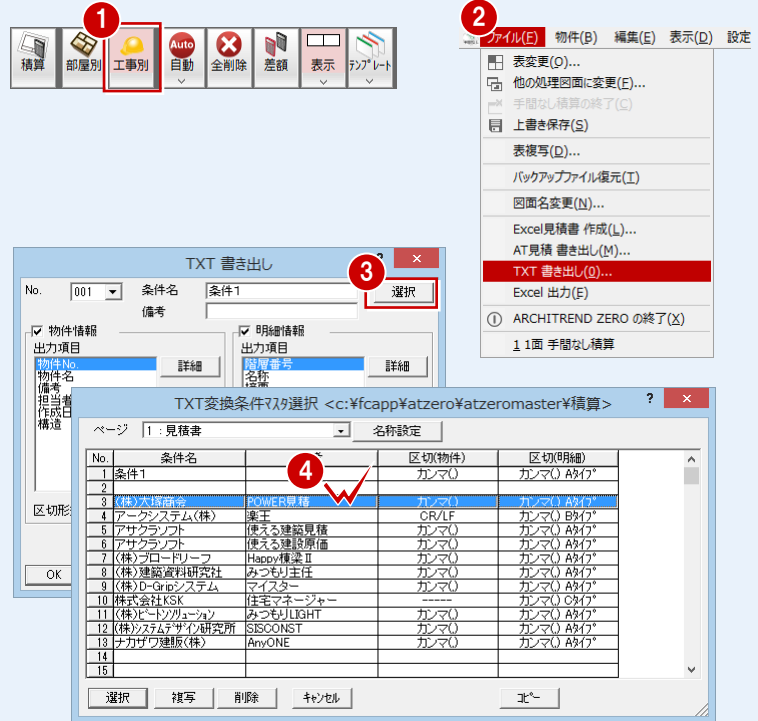 1
積算 部屋別 工事別 Auto 自動 全削除 差額 表示 テンプレート
2
ファイル(F) 物件(B) 編集(E) 表示(D) 設定
表変更(O)...
他の処理図面に変更(F)...
手間なし積算の終了(C)
上書き保存(S)
表複写(D)...
バックアップファイル復元(T)
図面名変更(N)...
Excel見積書 作成(L)...
AT見積 書き出し(M)...
TXT 書き出し(0)...
Excel 出力(E)
ARCHITREND ZERO の終了(X)
1 1面 手間なし積算
TXT 書き出し ? ×
3
No. 001 条件名 条件1 選択
備考
物件情報 明細情報
出力項目 出力項目
物件No. 詳細 階層番号 詳細
物件名 名称
備考 摘要
担当者
作成日
構造
区切形
OK
TXT変換条件マスタ選択 <c:¥fcapp¥atzero¥atzeromaster¥積算> ? ×
ページ 1 : 見積書 名称設定
4
No. 条件名 区切(物件) 区切(明細)
1 条件1 カンマ(,) カンマ(,) Aタイプ
2
3 (株)大塚商会 POWER見積 カンマ(,) カンマ(,) Aタイプ
4 アークシステム(株) 楽王 CR/LF カンマ(,) Bタイプ
5 アサクラソフト 使える建築見積 カンマ(,) カンマ(,) Aタイプ
6 アサクラソフト 使える建設原価 カンマ(,) カンマ(,) Aタイプ
7 (株)ブロードリーフ Happy棟梁Ⅱ カンマ(,) カンマ(,) Aタイプ
8 (株)建築資料研究社 みつもり主任 カンマ(,) カンマ(,) Aタイプ
9 (株)D-Gripシステム マイスター カンマ(,) カンマ(,) Aタイプ
10 株式会社KSK 住宅マネージャー ----- カンマ(,) Cタイプ
11 (株)ビートソリューション みつもりLIGHT カンマ(,) カンマ(,) Aタイプ
12 (株)システムデザイン研究所 SISCONST カンマ(,) カンマ(,) Aタイプ
13 ナカザワ建販(株) AnyONE カンマ(,) カンマ(,) Aタイプ
14
15
選択 複写 削除 キャンセル コピー